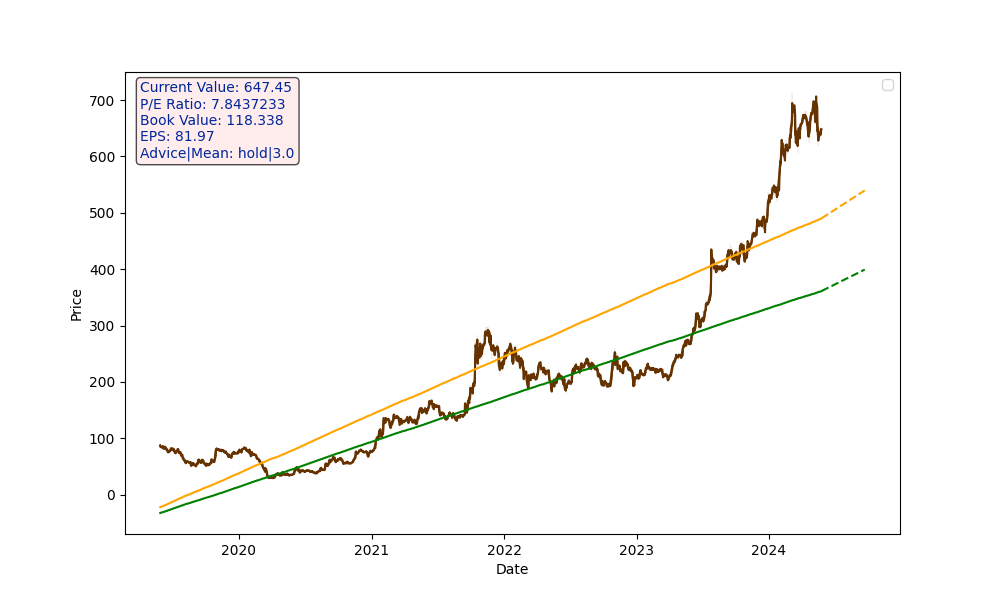 Current Value: 647.45
P/E Ratio: 7.8437233
Book Value: 118.338
EPS: 81.97
Advice|Mean: hold|3.0
700
600
500
400
300
200
100
0
Price
2020 2021 2022 2023 2024
Date